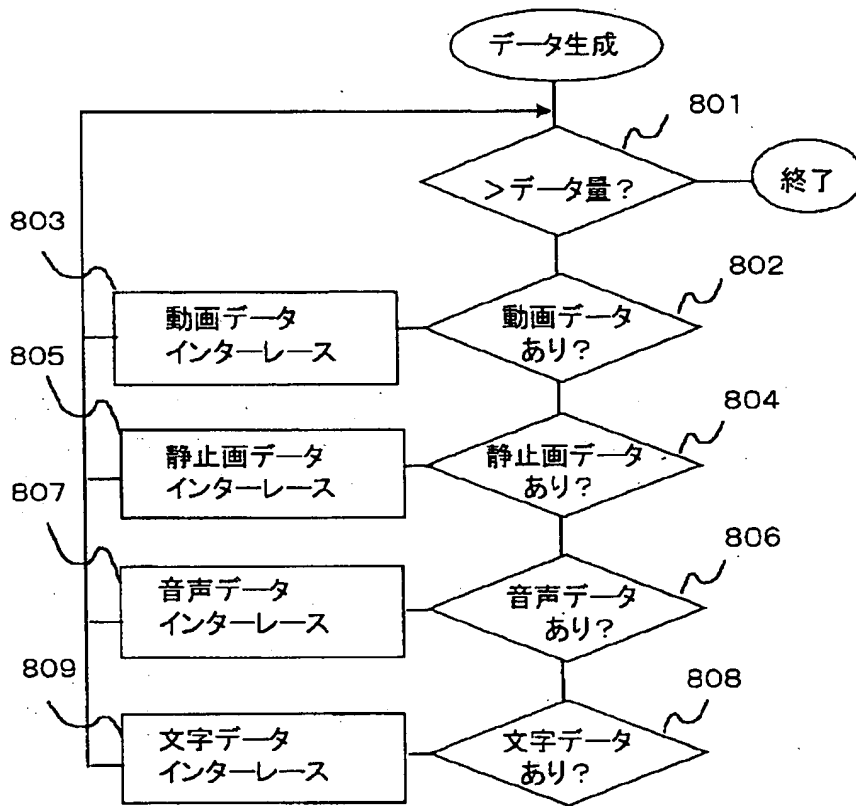 データ生成
801
＞データ量？
終了
803
802
動画データ
インターレース
動画データ
あり？
805
804
静止画データ
インターレース
静止画データ
あり？
807
806
音声データ
インターレース
音声データ
あり？
809
808
文字データ
インターレース
文字データ
あり？